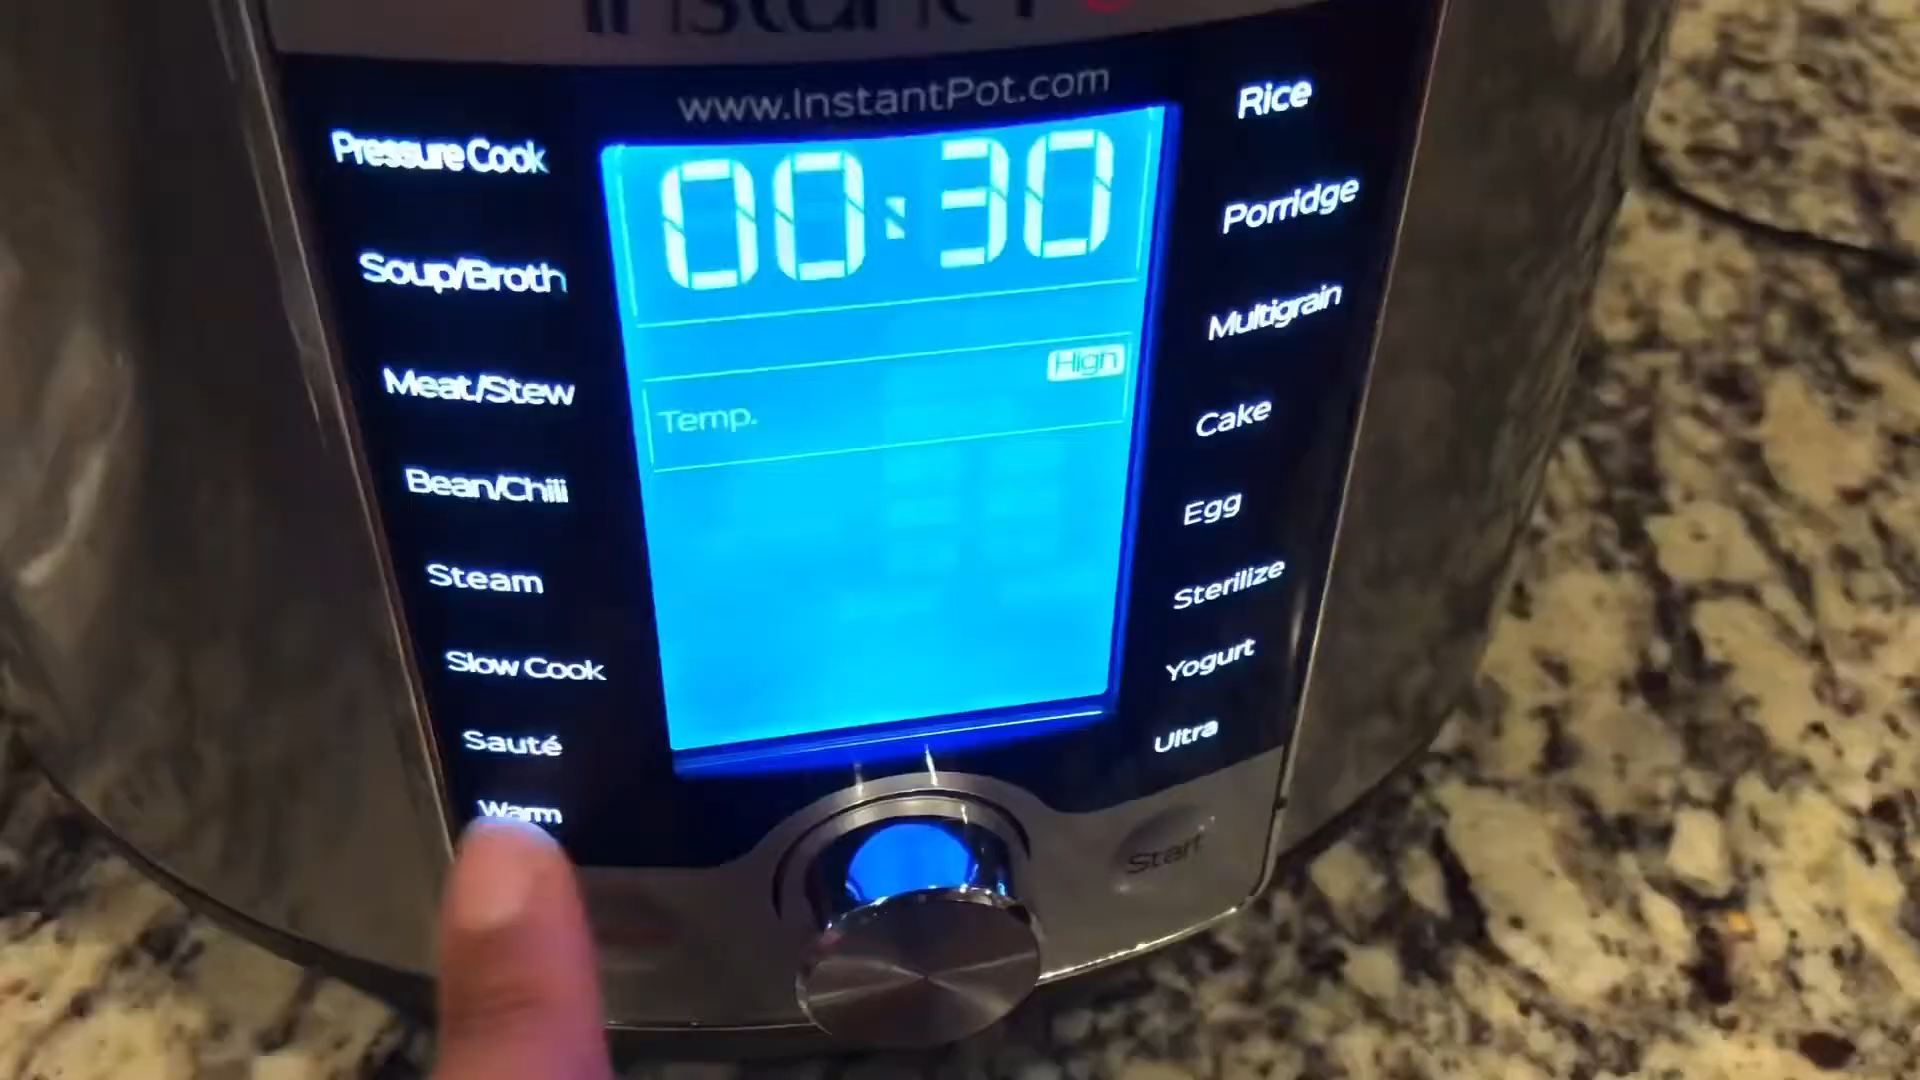 Instant P
www.InstantPot.com
00:30
High
Temp.
Pressure Cook
Soup/Broth
Meat/Stew
Bean/Chili
Steam
Slow Cook
Sauté
Warm
Rice
Porridge
Multigrain
Cake
Egg
Sterilize
Yogurt
Ultra
Start